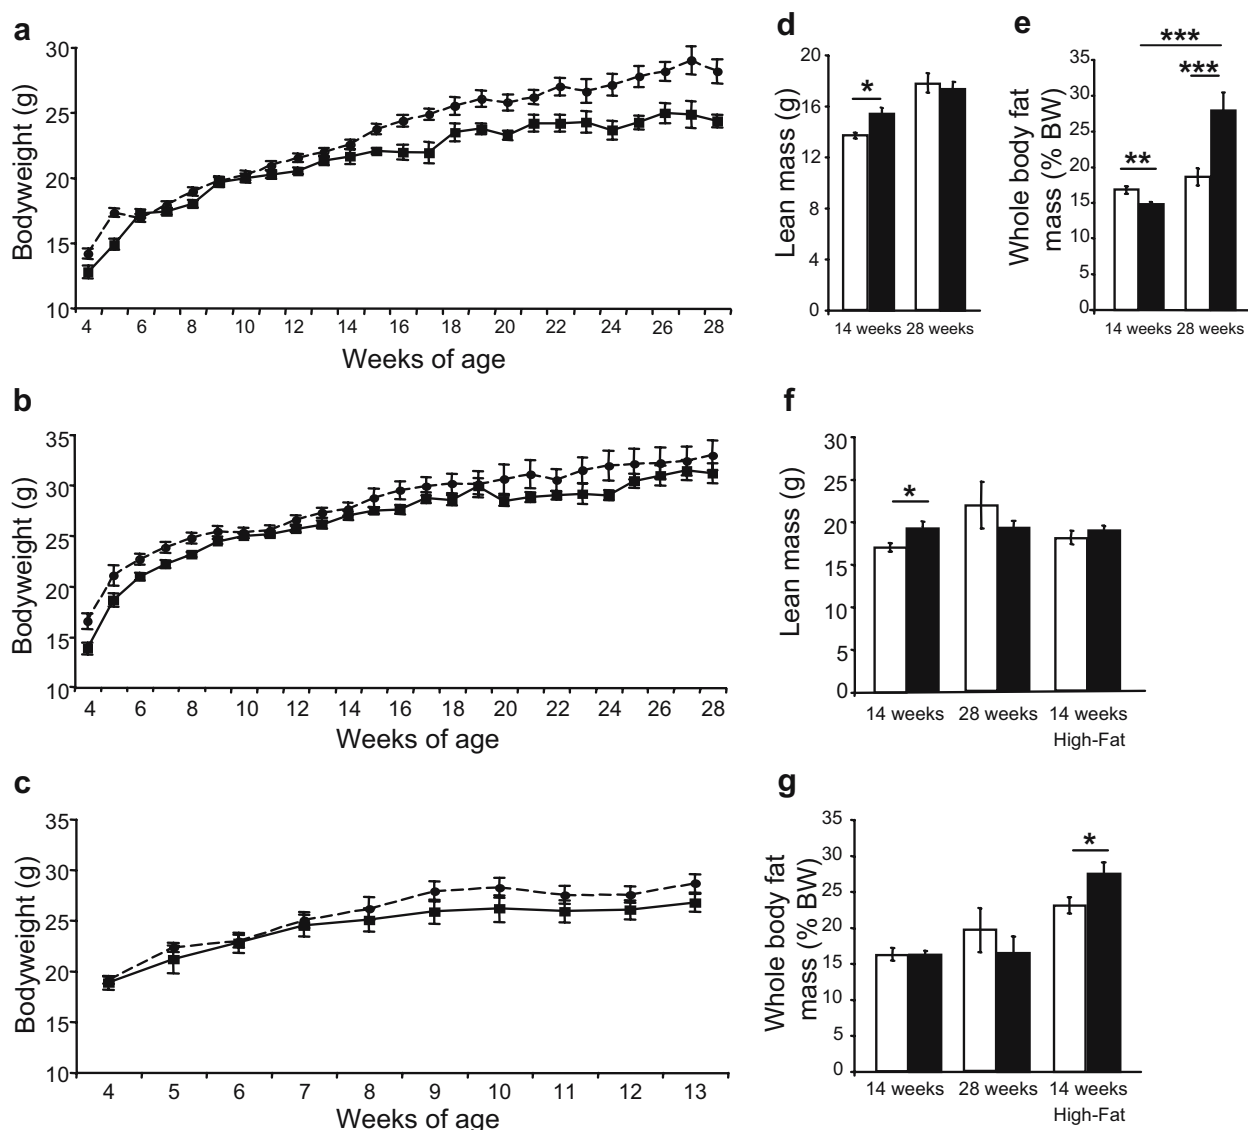 a
Bodyweight (g)
30
25
20
15
10
4 6 8 10 12 14 16 18 20 22 24 26 28
Weeks of age
b
Bodyweight (g)
35
30
25
20
15
10
4 6 8 10 12 14 16 18 20 22 24 26 28
Weeks of age
c
Bodyweight (g)
35
30
25
20
15
10
4 5 6 7 8 9 10 11 12 13
Weeks of age
d
Lean mass (g)
20
16
12
8
4
0
*
14 weeks 28 weeks
e
Whole body fat
mass (% BW)
35
30
25
20
15
10
5
0
***
***
**
14 weeks 28 weeks
f
Lean mass (g)
30
25
20
15
10
5
0
*
14 weeks 28 weeks 14 weeks
High-Fat
g
Whole body fat
mass (% BW)
35
30
25
20
15
10
5
0
*
14 weeks 28 weeks 14 weeks
High-Fat